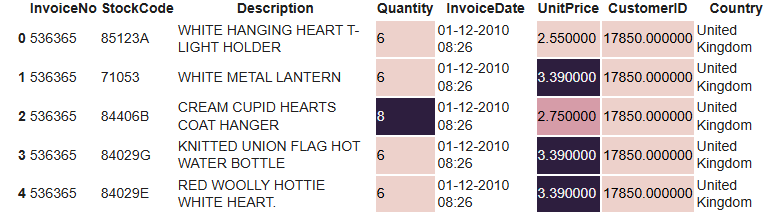 InvoiceNo StockCode Description Quantity InvoiceDate UnitPrice CustomerID Country
0 536365 85123A WHITE HANGING HEART T-LIGHT HOLDER 6 01-12-2010 08:26 2.550000 17850.000000 United Kingdom
1 536365 71053 WHITE METAL LANTERN 6 01-12-2010 08:26 3.390000 17850.000000 United Kingdom
2 536365 84406B CREAM CUPID HEARTS COAT HANGER 8 01-12-2010 08:26 2.750000 17850.000000 United Kingdom
3 536365 84029G KNITTED UNION FLAG HOT WATER BOTTLE 6 01-12-2010 08:26 3.390000 17850.000000 United Kingdom
4 536365 84029E RED WOOLLY HOTTIE WHITE HEART. 6 01-12-2010 08:26 3.390000 17850.000000 United Kingdom